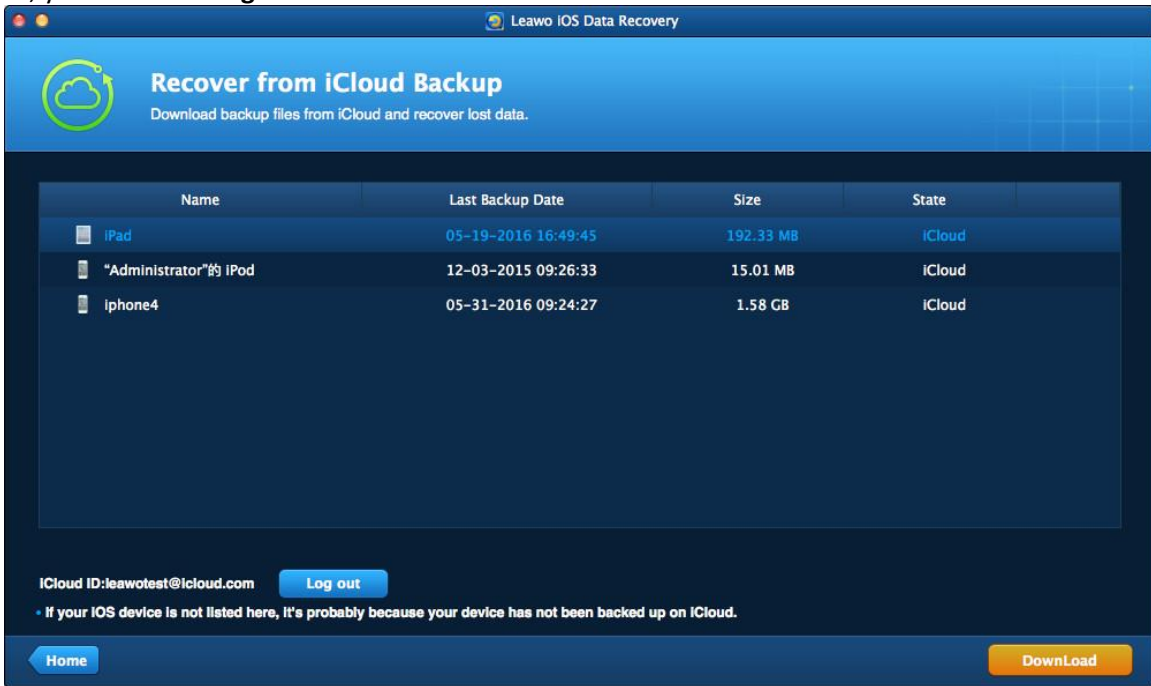 Leawo iOS Data Recovery
Recover from iCloud Backup
Download backup files from iCloud and recover lost data.
Name Last Backup Date Size State
iPad 05-19-2016 16:49:45 192.33 MB iCloud
“Administrator”的 iPod 12-03-2015 09:26:33 15.01 MB iCloud
iphone4 05-31-2016 09:24:27 1.58 GB iCloud
iCloud ID:leawotest@icloud.com Log out
• If your iOS device is not listed here, it's probably because your device has not been backed up on iCloud.
Home DownLoad